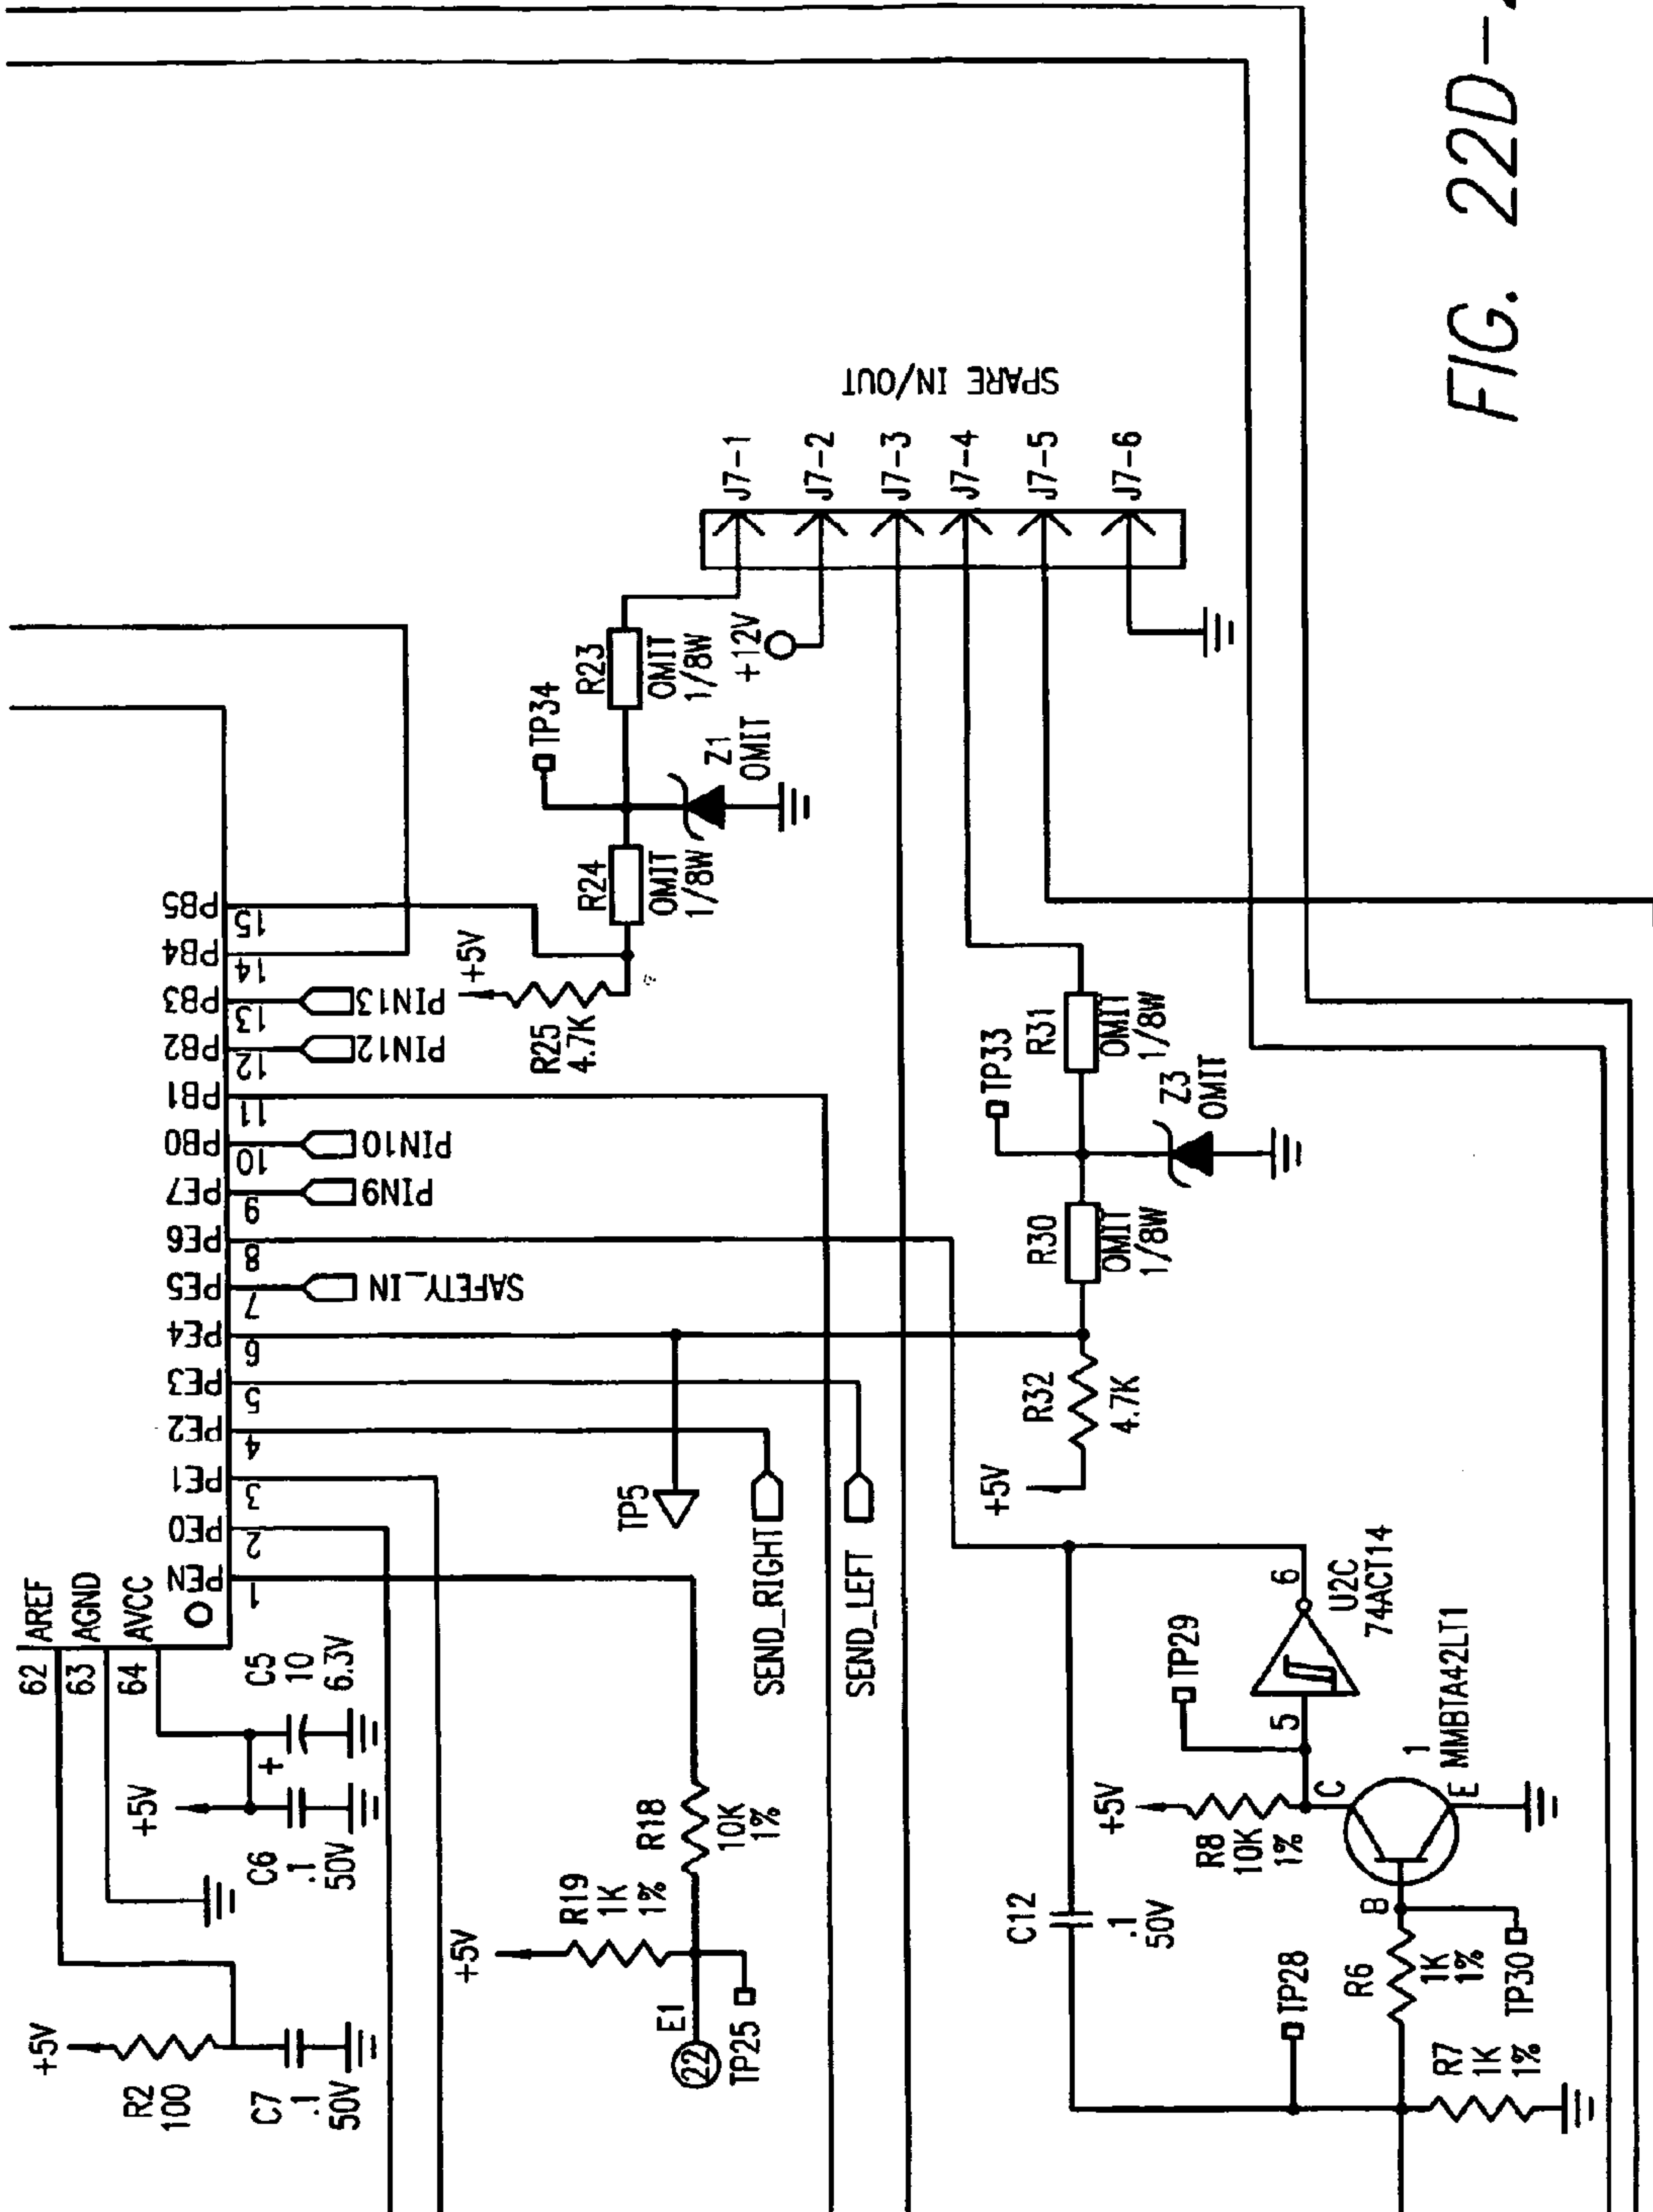 62 AREF
63 AGND
64 AVCC
PEN
1
PE0
2
PE1
3
PE2
4
PE3
5
PE4
6
PE5
7
PE6
8
PE7
9
PB0
10
PB1
11
PB2
12
PB3
13
PB4
14
PB5
15
SAFETY_IN
PIN9
PIN10
PIN12
PIN13
+5V
R2
100
C7
.1
50V
+5V
C6
.1
50V
+
C5
10
6.3V
+5V
R19
1K
1%
R18
10K
1%
22
E1
TP25
TP5
SEND_RIGHT
SEND_LEFT
+5V
R25
4.7K
R24
OMIT
1/8W
TP34
Z1
OMIT
R23
OMIT
1/8W
+12V
J7-1
J7-2
J7-3
J7-4
J7-5
J7-6
SPARE IN/OUT
+5V
R32
4.7K
R30
OMIT
1/8W
TP33
Z3
OMIT
R31
OMIT
1/8W
C12
.1
50V
TP28
R7
1K
1%
R6
1K
1%
TP30
B
C
E
1
MMBTA42LT1
+5V
R8
10K
1%
TP29
5
6
U2C
74ACT14
FIG. 22D-